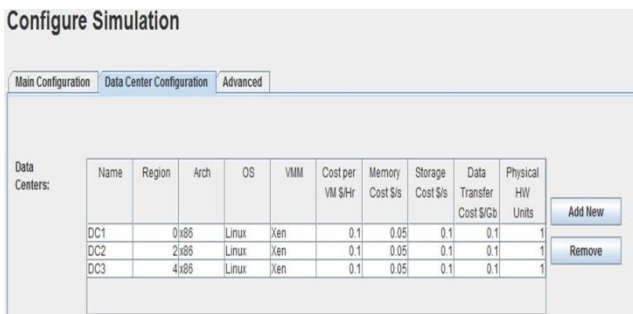 Configure Simulation
Main Configuration Data Center Configuration Advanced
Data Centers:
Name Region Arch OS VMM Cost per VM $/Hr Memory Cost $/s Storage Cost $/s Data Transfer Cost $/Gb Physical HW Units
DC1 0 x86 Linux Xen 0.1 0.05 0.1 0.1 1
DC2 2 x86 Linux Xen 0.1 0.05 0.1 0.1 1
DC3 4 x86 Linux Xen 0.1 0.05 0.1 0.1 1
Add New
Remove